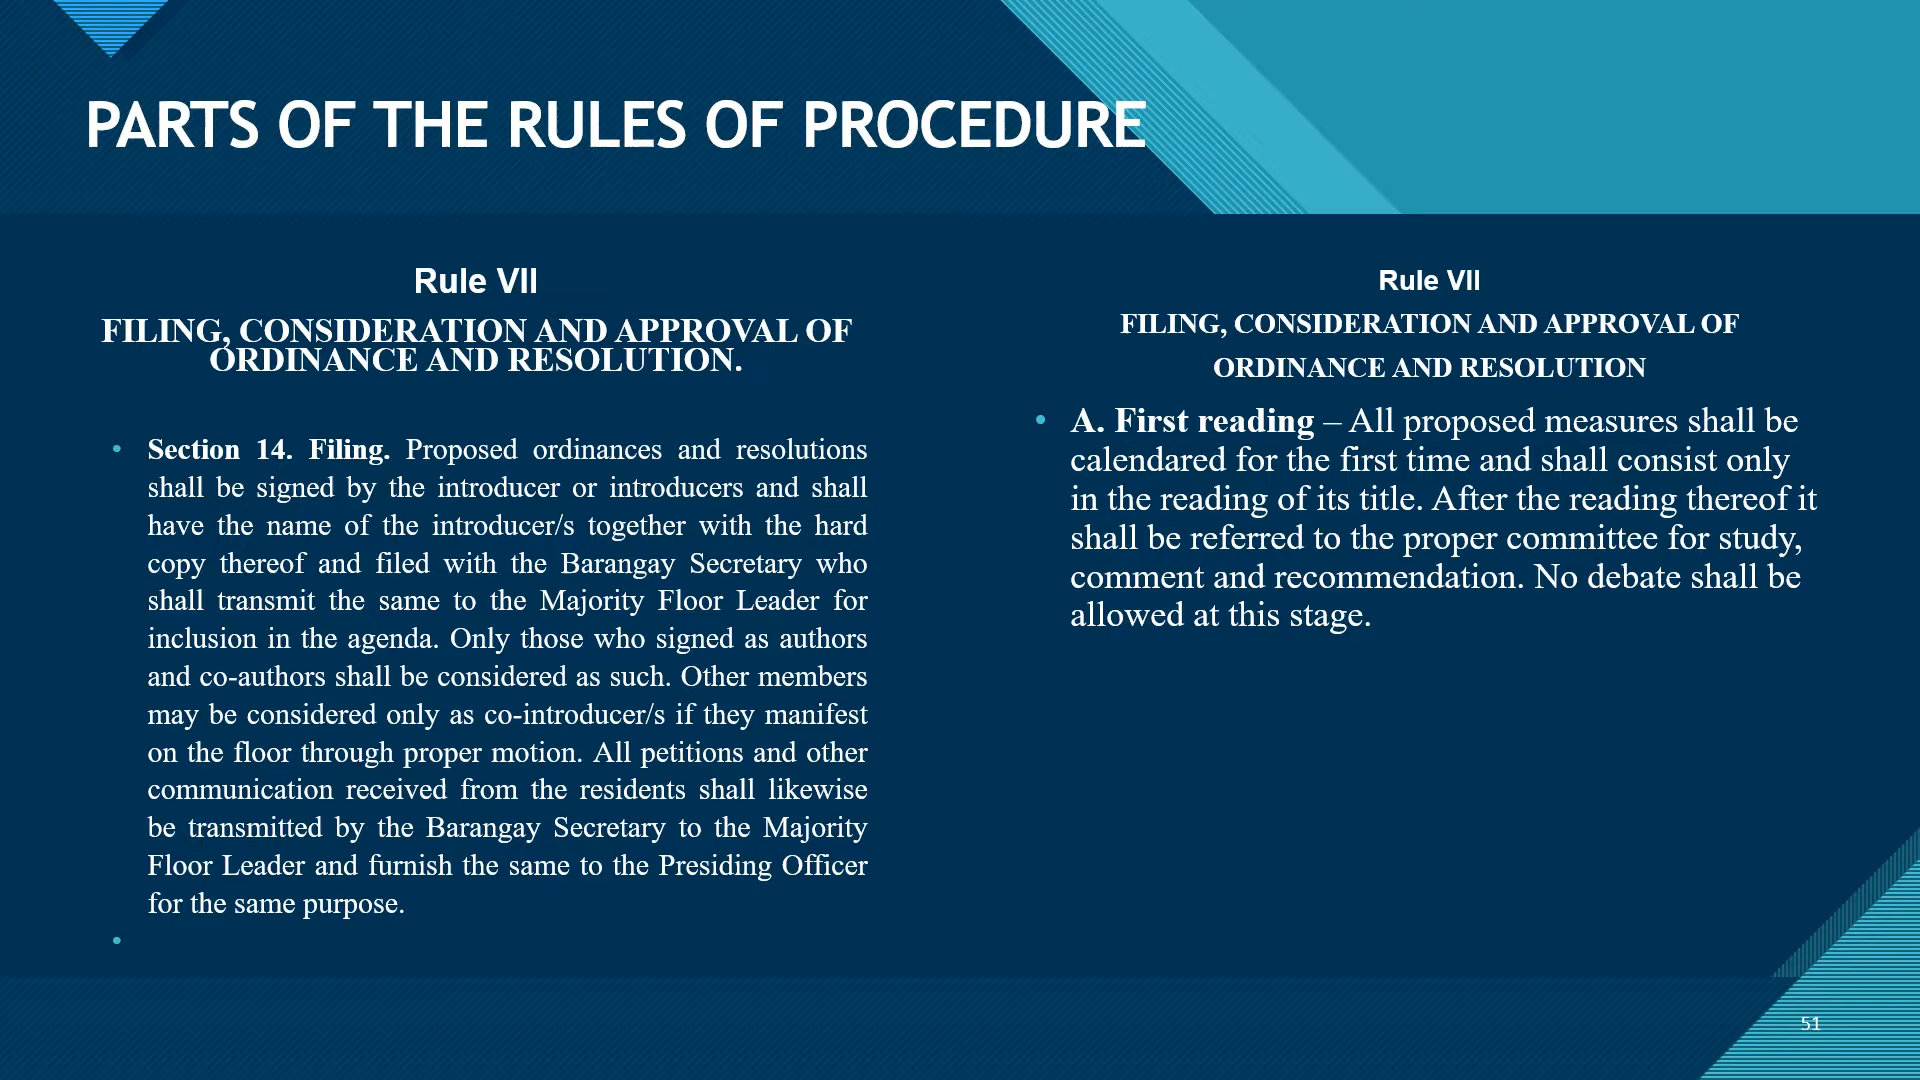 PARTS OF THE RULES OF PROCEDURE
Rule VII
FILING, CONSIDERATION AND APPROVAL OF
ORDINANCE AND RESOLUTION.
• Section 14. Filing. Proposed ordinances and resolutions
shall be signed by the introducer or introducers and shall
have the name of the introducer/s together with the hard
copy thereof and filed with the Barangay Secretary who
shall transmit the same to the Majority Floor Leader for
inclusion in the agenda. Only those who signed as authors
and co-authors shall be considered as such. Other members
may be considered only as co-introducer/s if they manifest
on the floor through proper motion. All petitions and other
communication received from the residents shall likewise
be transmitted by the Barangay Secretary to the Majority
Floor Leader and furnish the same to the Presiding Officer
for the same purpose.
•
Rule VII
FILING, CONSIDERATION AND APPROVAL OF
ORDINANCE AND RESOLUTION
• A. First reading – All proposed measures shall be
calendared for the first time and shall consist only
in the reading of its title. After the reading thereof it
shall be referred to the proper committee for study,
comment and recommendation. No debate shall be
allowed at this stage.
51